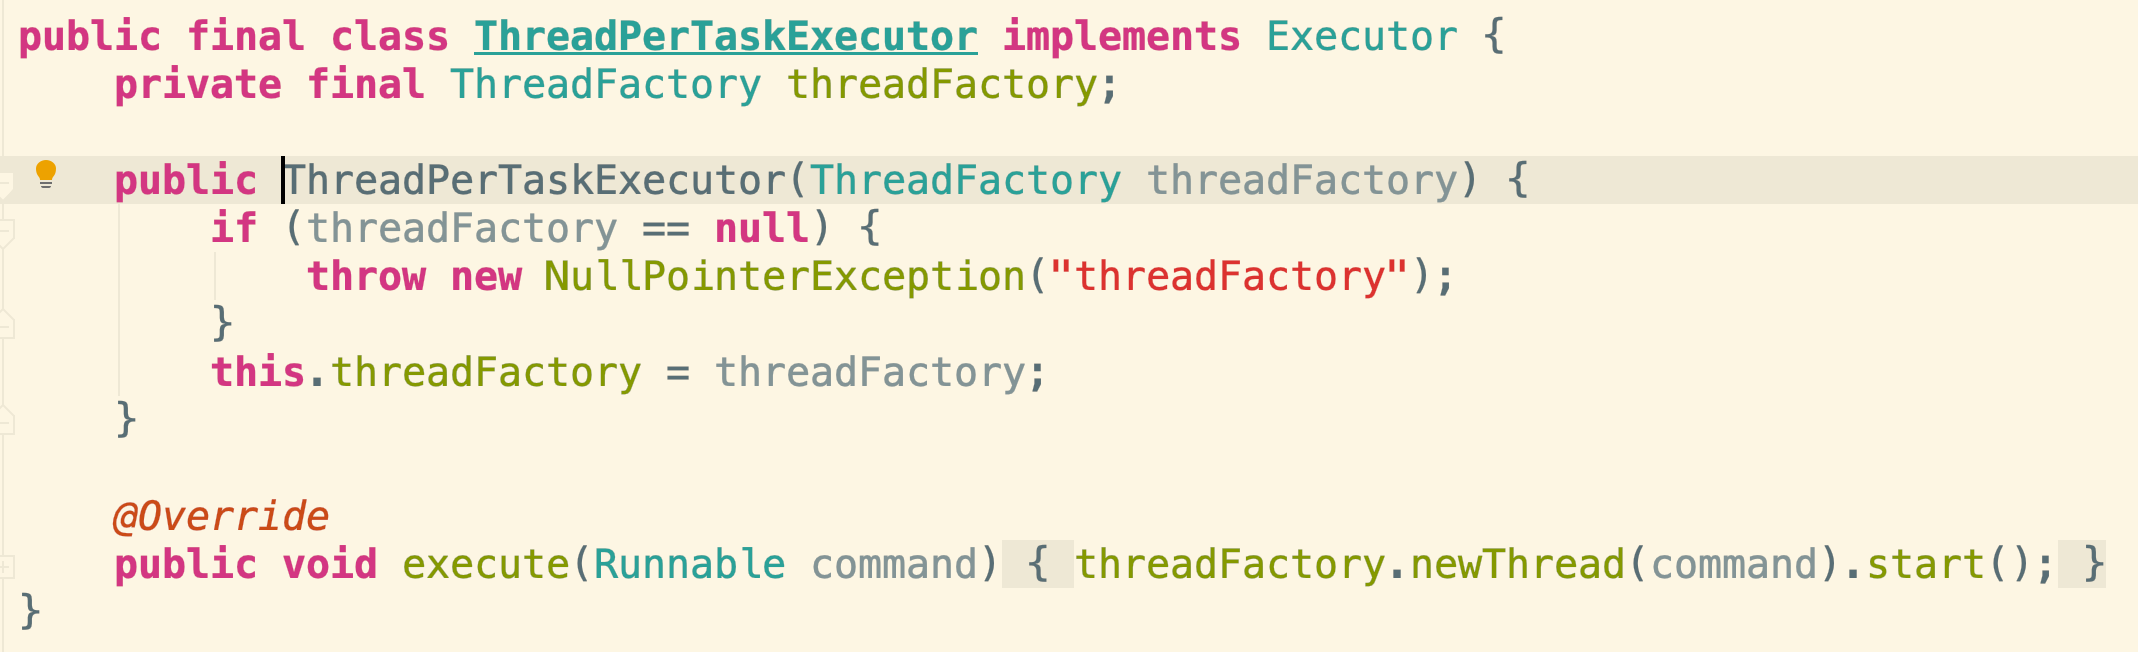 public final class ThreadPerTaskExecutor implements Executor {
    private final ThreadFactory threadFactory;
    public ThreadPerTaskExecutor(ThreadFactory threadFactory) {
        if (threadFactory == null) {
            throw new NullPointerException("threadFactory");
        }
        this.threadFactory = threadFactory;
    }
    @Override
    public void execute(Runnable command) { threadFactory.newThread(command).start(); }
}